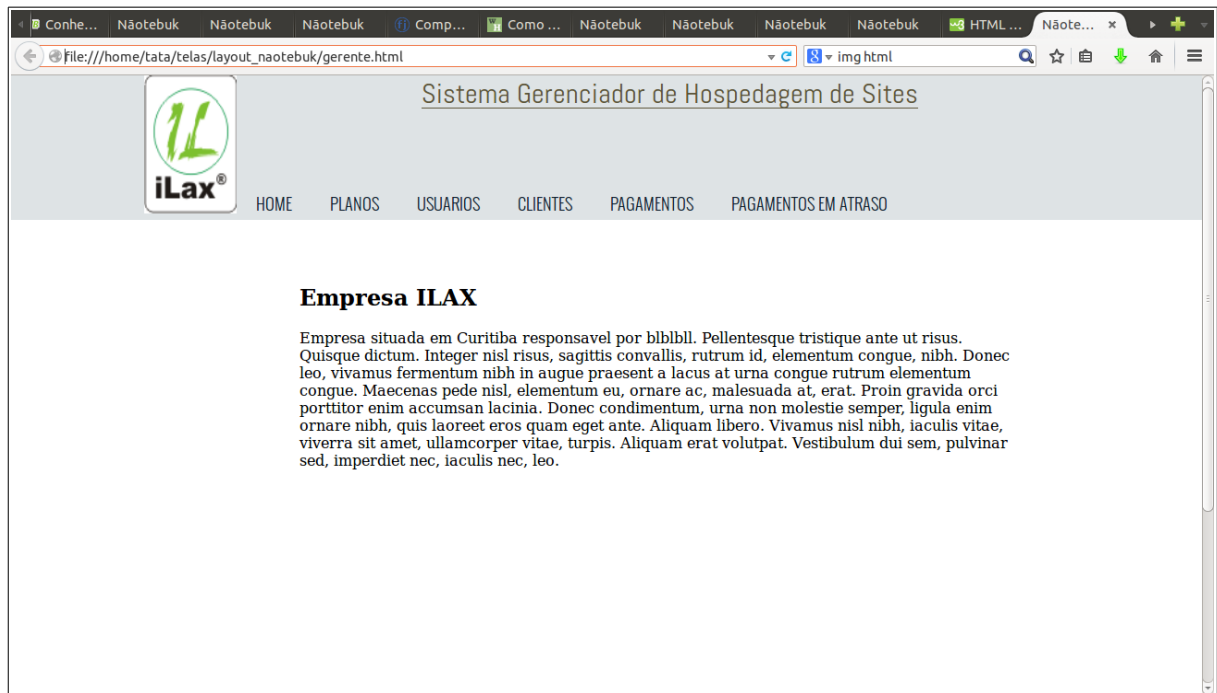 Conhe... Nãotebuk Nãotebuk Nãotebuk Comp... Como ... Nãotebuk Nãotebuk Nãotebuk Nãotebuk HTML ... Nãote...
file:///home/tata/telas/layout_naotebuk/gerente.html img html
Sistema Gerenciador de Hospedagem de Sites
iL
iLax®
HOME PLANOS USUARIOS CLIENTES PAGAMENTOS PAGAMENTOS EM ATRASO
Empresa ILAX
Empresa situada em Curitiba responsavel por blblbll. Pellentesque tristique ante ut risus.
Quisque dictum. Integer nisl risus, sagittis convallis, rutrum id, elementum congue, nibh. Donec
leo, vivamus fermentum nibh in augue praesent a lacus at urna congue rutrum elementum
congue. Maecenas pede nisl, elementum eu, ornare ac, malesuada at, erat. Proin gravida orci
porttitor enim accumsan lacinia. Donec condimentum, urna non molestie semper, ligula enim
ornare nibh, quis laoreet eros quam eget ante. Aliquam libero. Vivamus nisl nibh, iaculis vitae,
viverra sit amet, ullamcorper vitae, turpis. Aliquam erat volutpat. Vestibulum dui sem, pulvinar
sed, imperdiet nec, iaculis nec, leo.